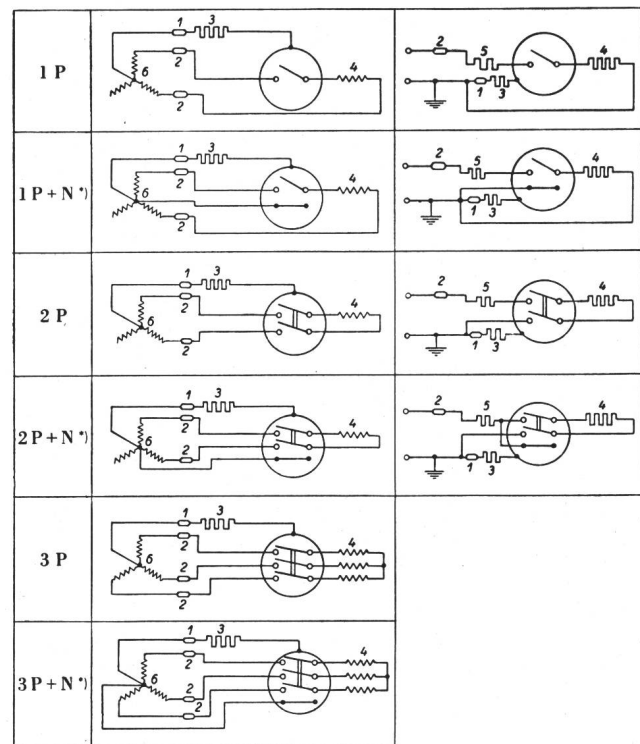 1 P
1 3 2 6 2 4
2 5 4 1 3
1 P + N *)
1 3 2 6 2 4
2 5 4 1 3
2 P
1 3 2 6 2 4
2 5 4 1 3
2 P + N *)
1 3 2 6 2 4
2 5 4 1 3
3 P
1 3 2 6 2 2 4
3 P + N *)
1 3 2 6 2 2 4